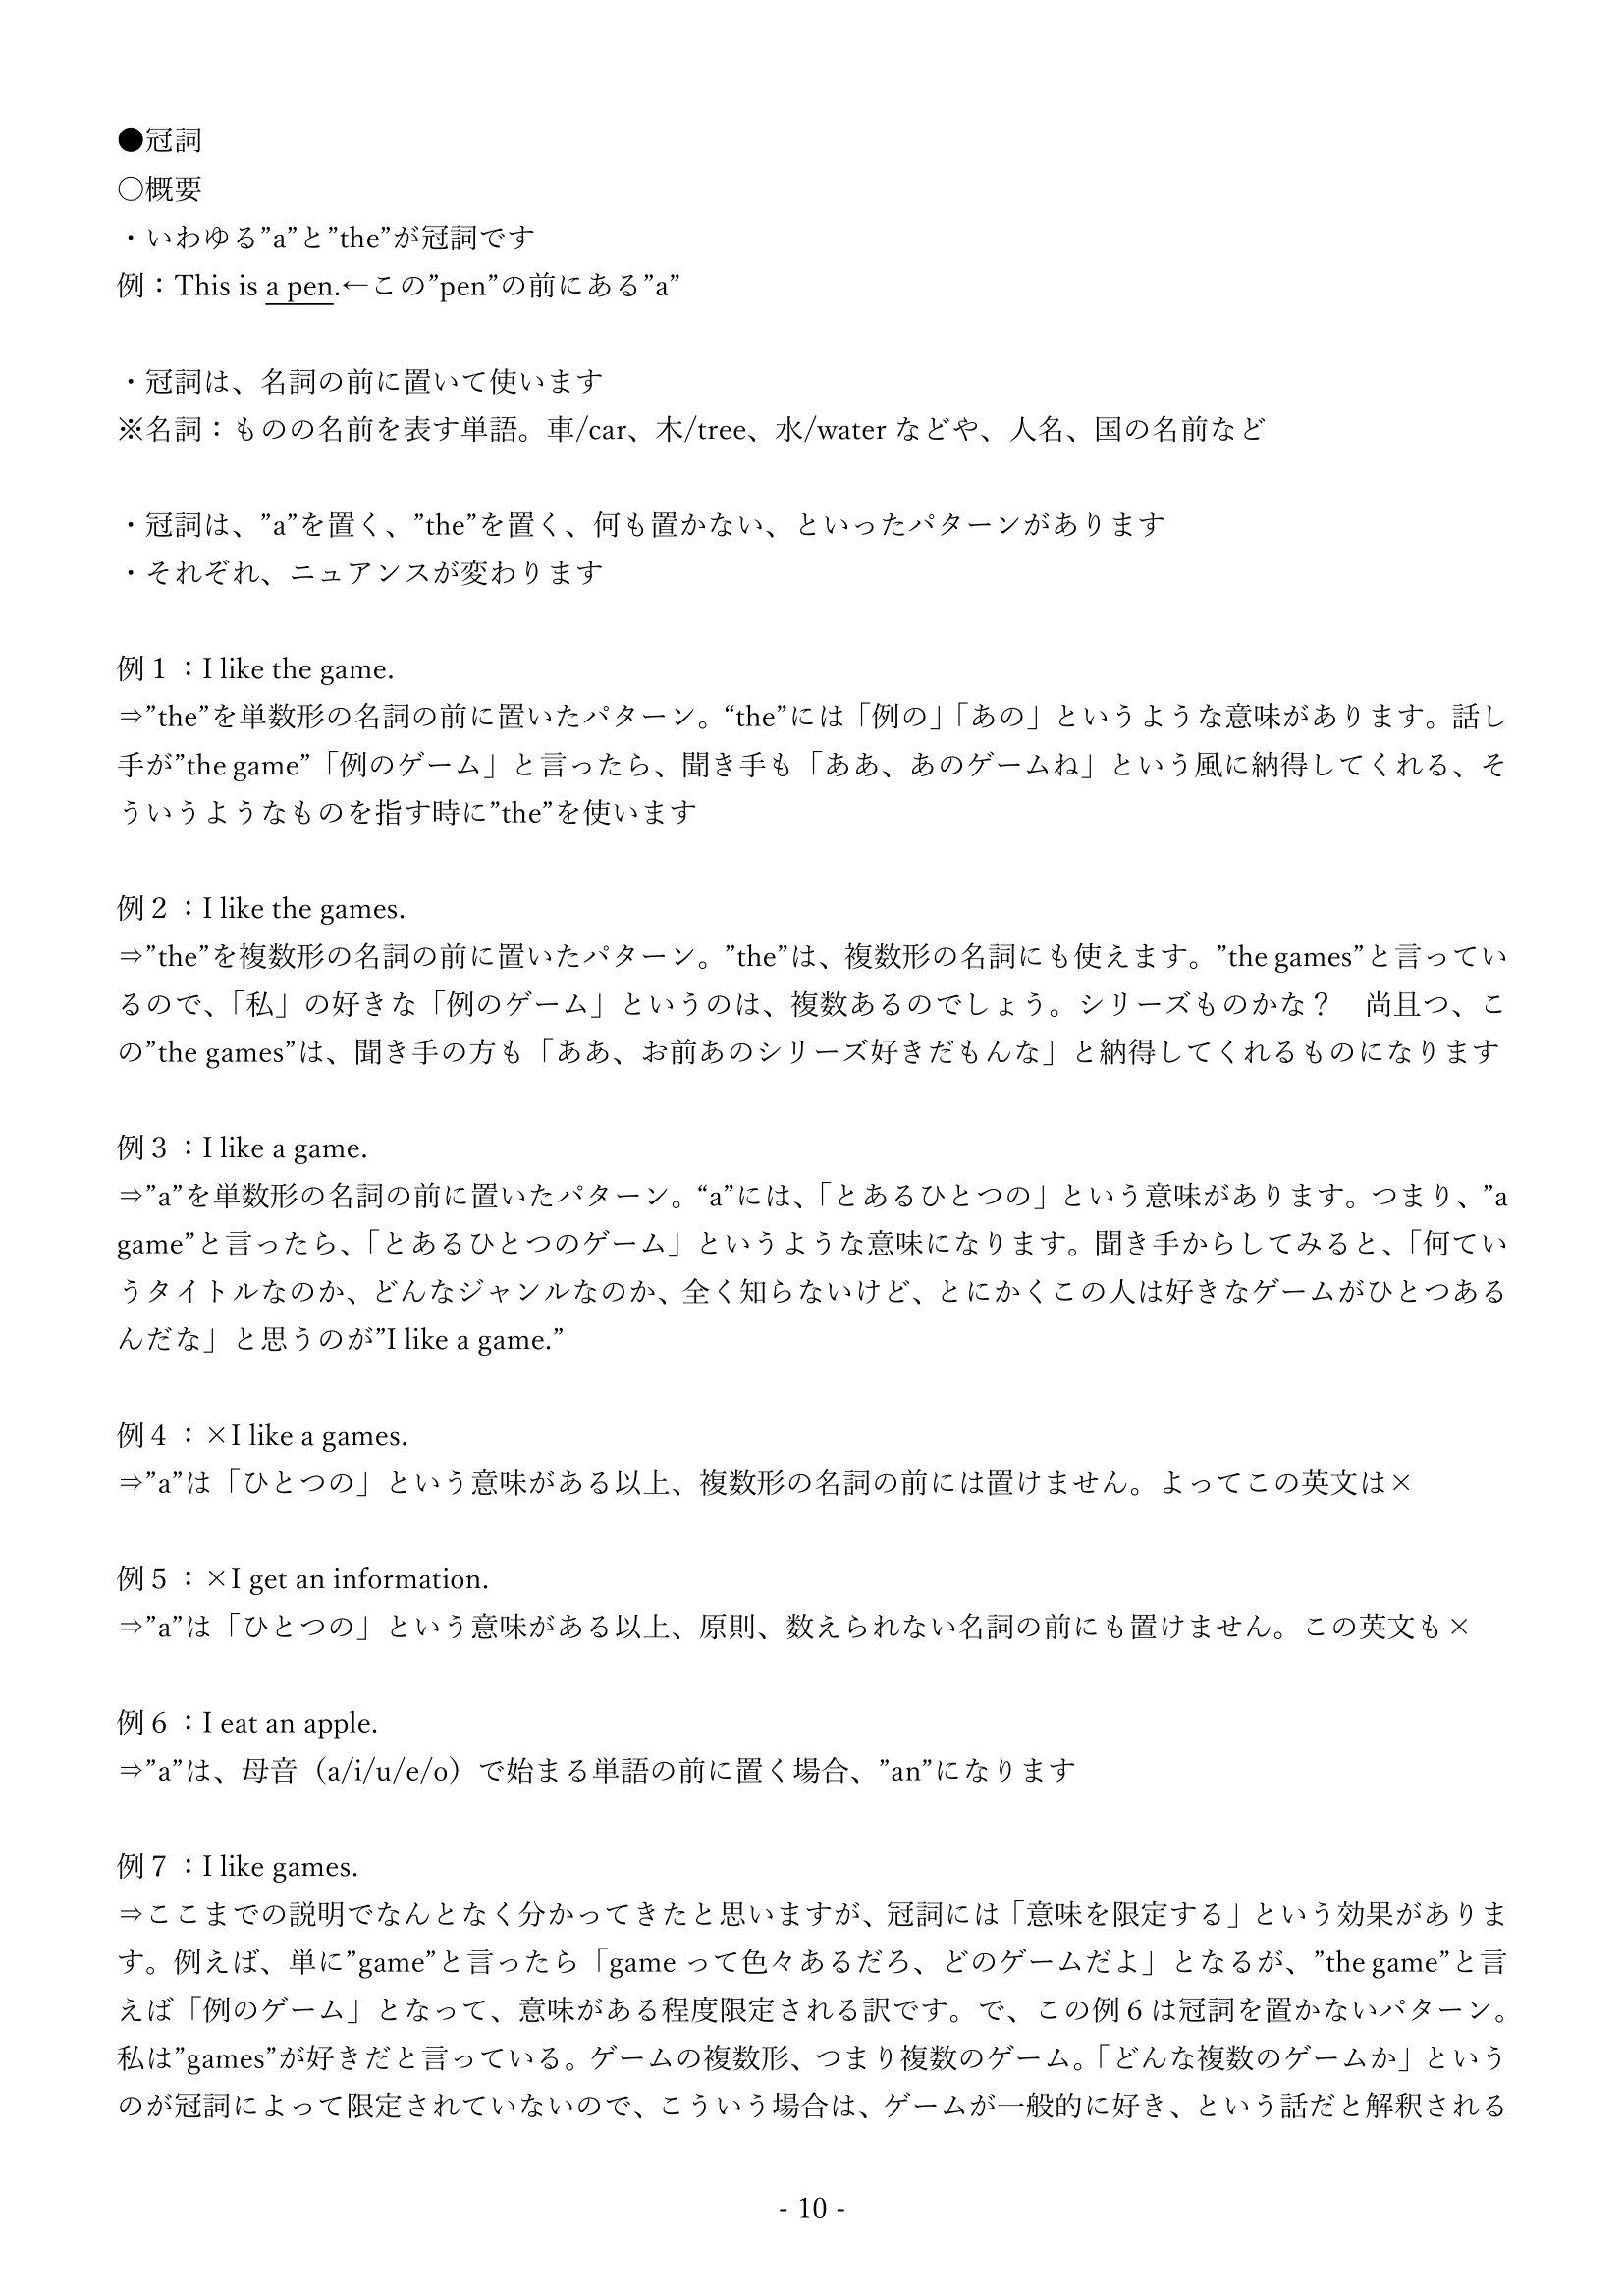 ●冠詞
○概要
・いわゆる”a”と”the”が冠詞です
例：This is a pen.←この”pen”の前にある”a”
・冠詞は、名詞の前に置いて使います
※名詞：ものの名前を表す単語。車/car、木/tree、水/water などや、人名、国の名前など
・冠詞は、”a”を置く、”the”を置く、何も置かない、といったパターンがあります
・それぞれ、ニュアンスが変わります
例１：I like the game.
⇒”the”を単数形の名詞の前に置いたパターン。“the”には「例の」「あの」というような意味があります。話し
手が”the game”「例のゲーム」と言ったら、聞き手も「ああ、あのゲームね」という風に納得してくれる、そ
ういうようなものを指す時に”the”を使います
例２：I like the games.
⇒”the”を複数形の名詞の前に置いたパターン。”the”は、複数形の名詞にも使えます。”the games”と言ってい
るので、「私」の好きな「例のゲーム」というのは、複数あるのでしょう。シリーズものかな？　尚且つ、こ
の”the games”は、聞き手の方も「ああ、お前あのシリーズ好きだもんな」と納得してくれるものになります
例３：I like a game.
⇒”a”を単数形の名詞の前に置いたパターン。“a”には、「とあるひとつの」という意味があります。つまり、”a
game”と言ったら、「とあるひとつのゲーム」というような意味になります。聞き手からしてみると、「何てい
うタイトルなのか、どんなジャンルなのか、全く知らないけど、とにかくこの人は好きなゲームがひとつある
んだな」と思うのが”I like a game.”
例４：×I like a games.
⇒”a”は「ひとつの」という意味がある以上、複数形の名詞の前には置けません。よってこの英文は×
例５：×I get an information.
⇒”a”は「ひとつの」という意味がある以上、原則、数えられない名詞の前にも置けません。この英文も×
例６：I eat an apple.
⇒”a”は、母音（a/i/u/e/o）で始まる単語の前に置く場合、”an”になります
例７：I like games.
⇒ここまでの説明でなんとなく分かってきたと思いますが、冠詞には「意味を限定する」という効果がありま
す。例えば、単に”game”と言ったら「game って色々あるだろ、どのゲームだよ」となるが、”the game”と言
えば「例のゲーム」となって、意味がある程度限定される訳です。で、この例６は冠詞を置かないパターン。
私は”games”が好きだと言っている。ゲームの複数形、つまり複数のゲーム。「どんな複数のゲームか」という
のが冠詞によって限定されていないので、こういう場合は、ゲームが一般的に好き、という話だと解釈される
- 10 -